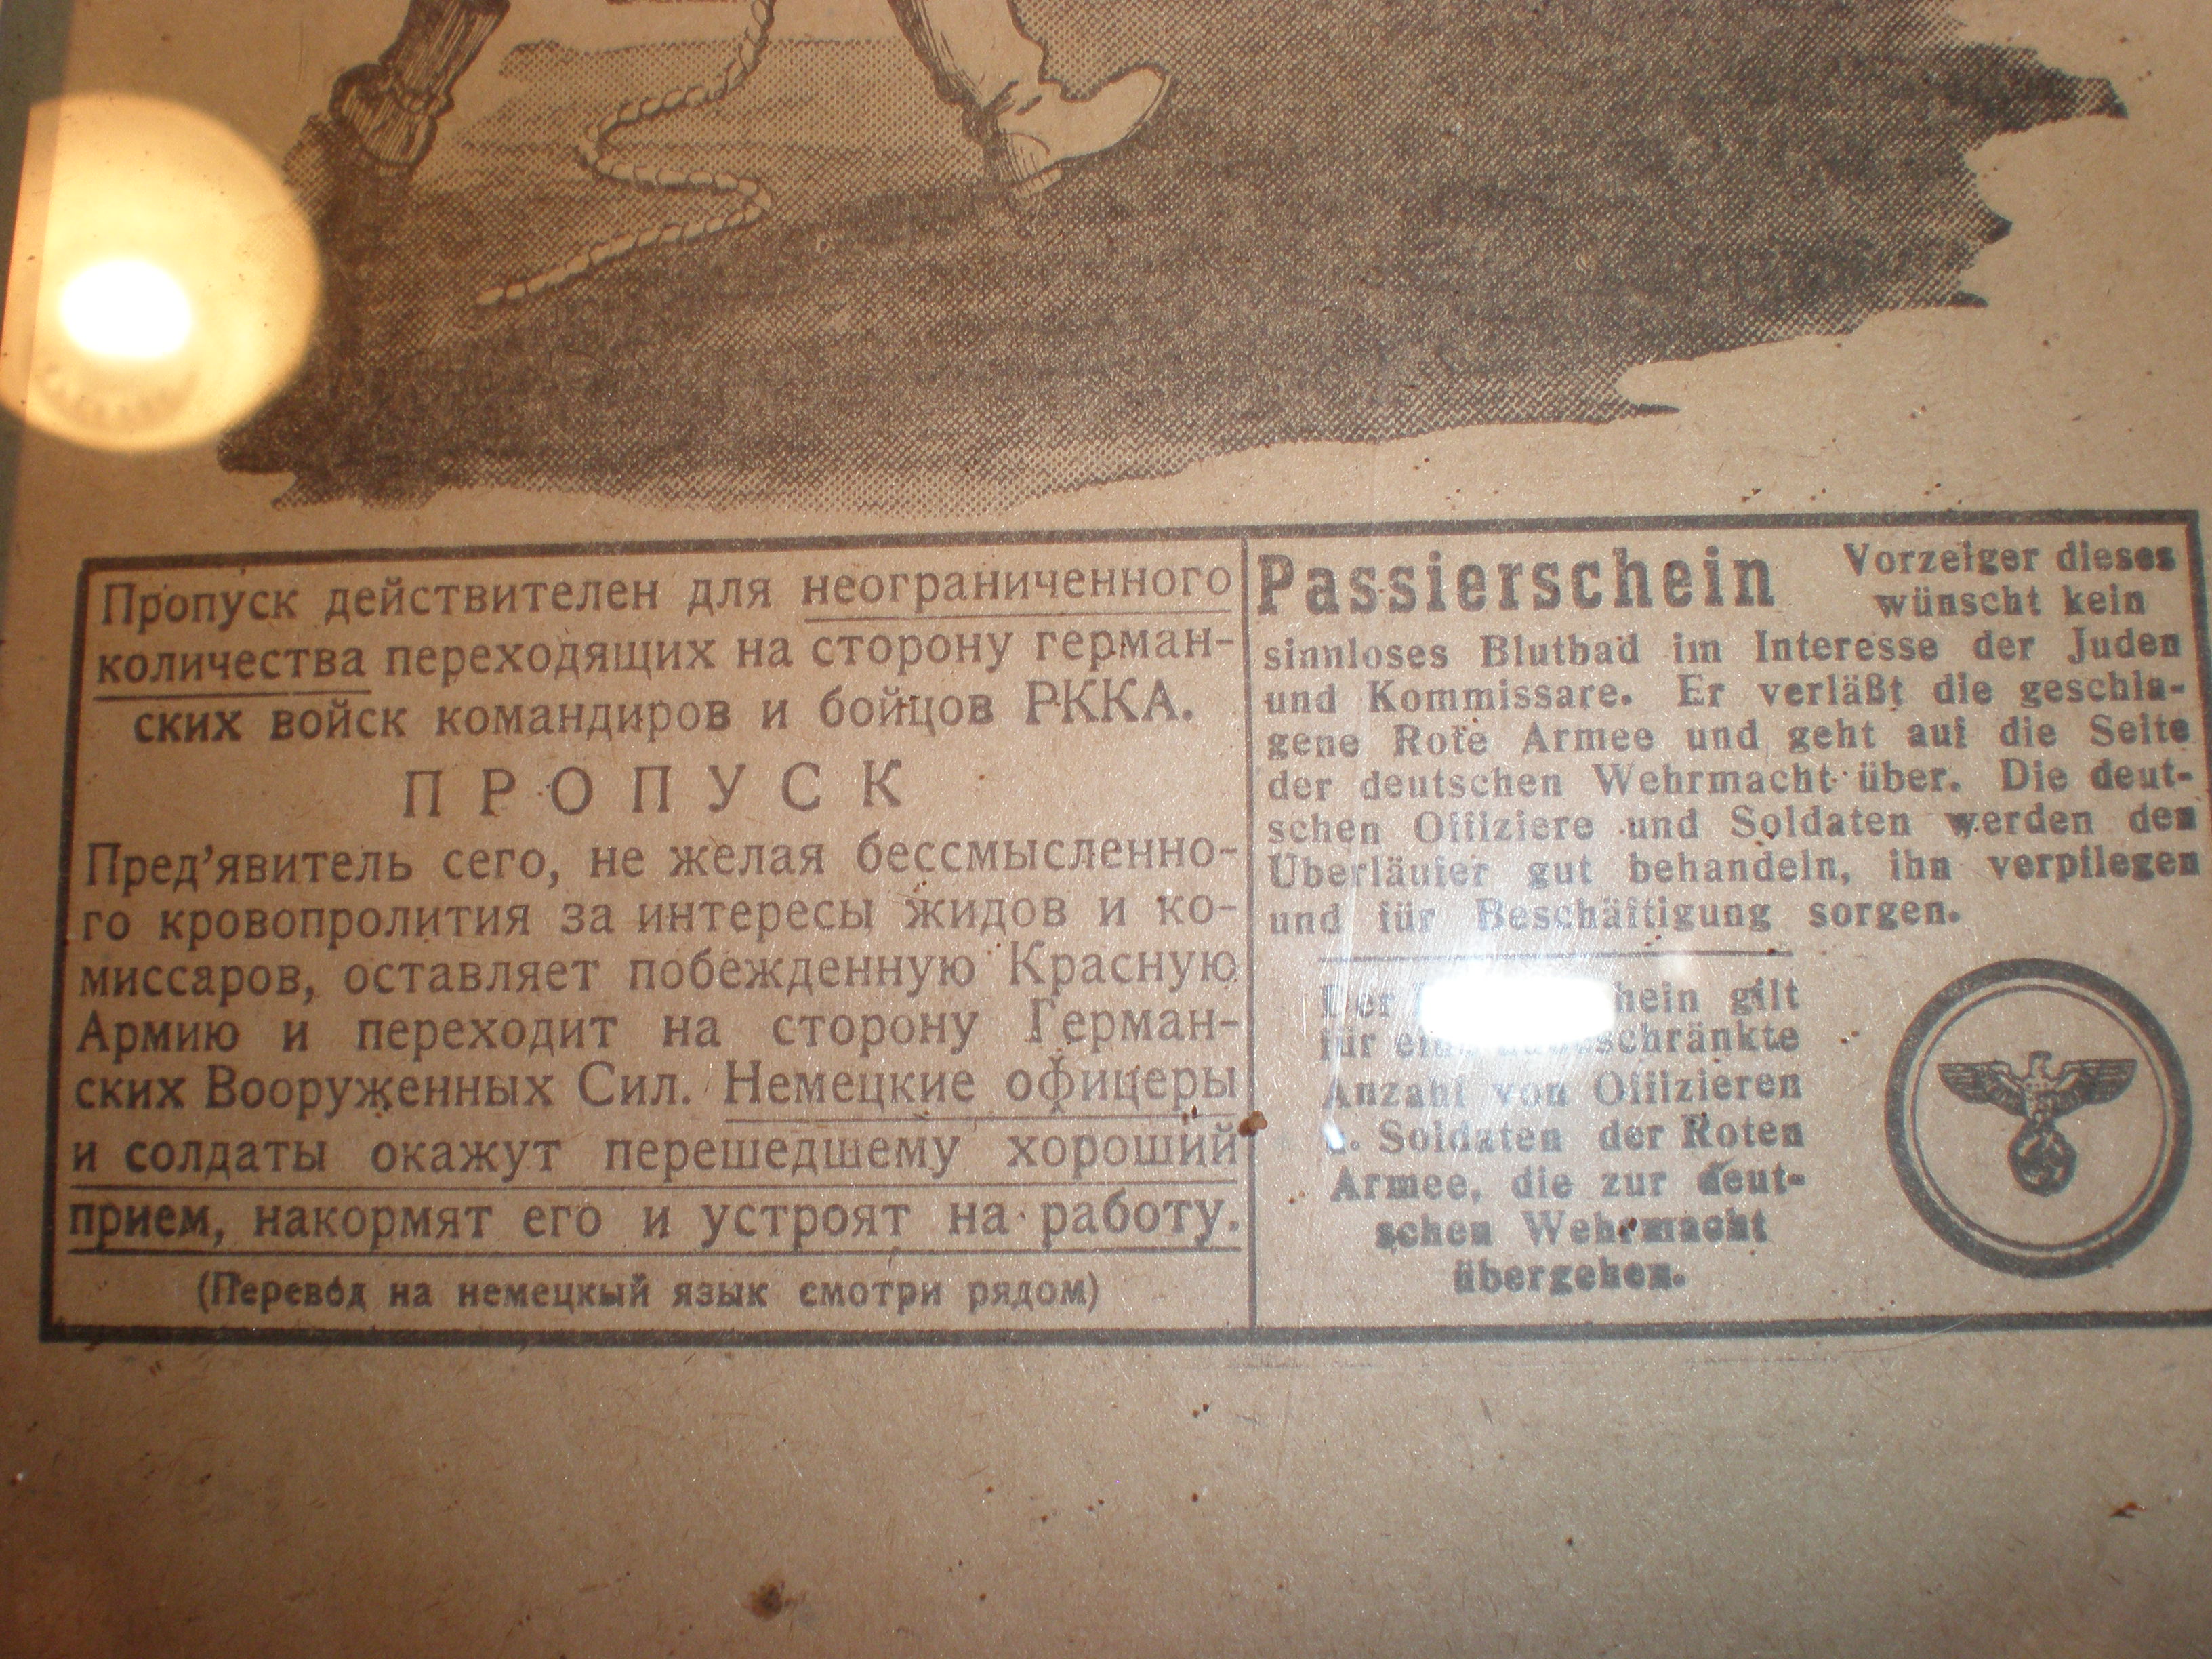 Пропуск действителен для неограниченного
количества переходящих на сторону герман-
ских войск командиров и бойцов РККА.
ПРОПУСК
Пред’явитель сего, не желая бессмысленно-
го кровопролития за интересы жидов и ко-
миссаров, оставляет побежденную Красную
Армию и переходит на сторону Герман-
ских Вооруженных Сил. Немецкие офицеры
и солдаты окажут перешедшему хороший
прием, накормят его и устроят на работу.
(Перевод на немецкый язык смотри рядом)
Passierschein
Vorzeiger dieses
wünscht kein
sinnloses Blutbad im Interesse der Juden
und Kommissare. Er verläßt die geschla-
gene Rote Armee und geht auf die Seite
der deutschen Wehrmacht über. Die deut-
schen Offiziere und Soldaten werden den
Überläufer gut behandeln, ihn verpflegen
und für Beschäftigung sorgen.
Der gilt
für
Anzahl von Offizieren
u. Soldaten der Roten
Armee, die zur deut-
schen Wehrmacht
übergehen.